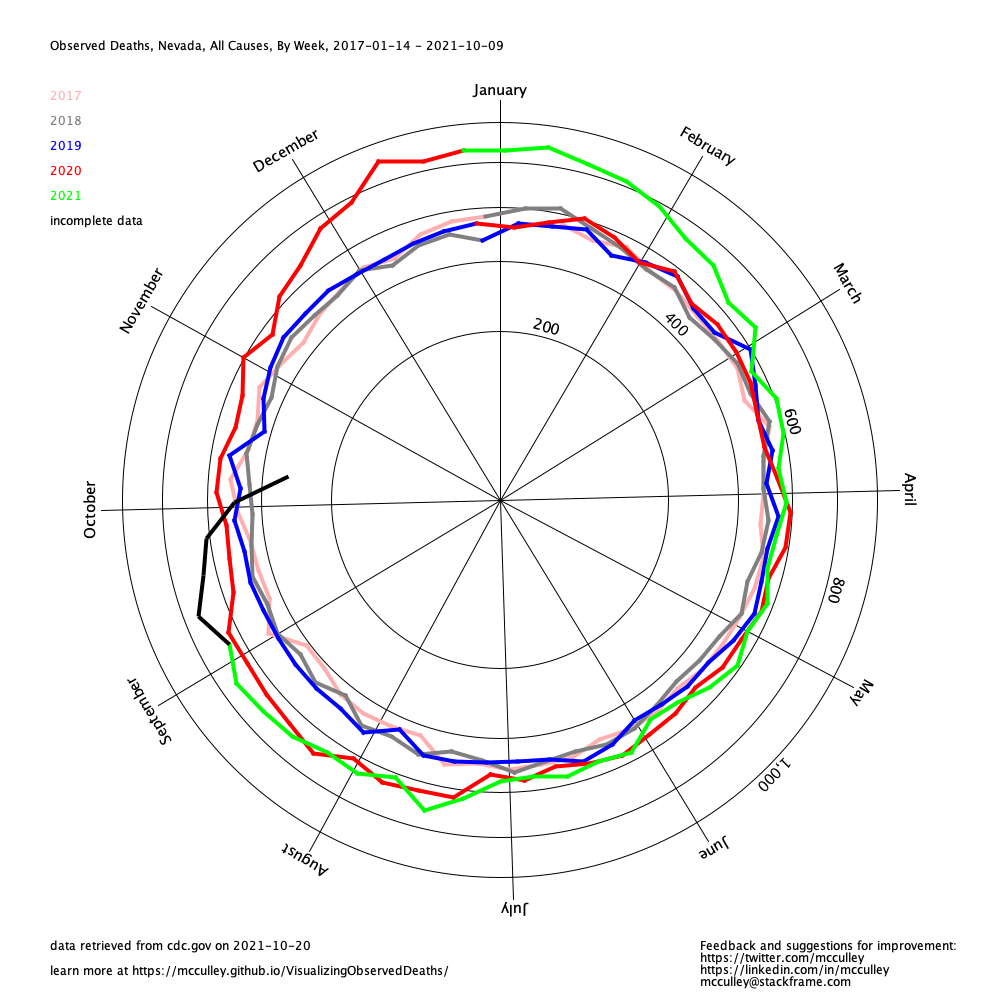 Observed Deaths, Nevada, All Causes, By Week, 2017-01-14 - 2021-10-09
2017
2018
2019
2020
2021
incomplete data
January
February
March
April
May
June
July
August
September
October
November
December
200
400
600
800
1,000
data retrieved from cdc.gov on 2021-10-20
learn more at https://mcculley.github.io/VisualizingObservedDeaths/
Feedback and suggestions for improvement:
https://twitter.com/mcculley
https://linkedin.com/in/mcculley
mcculley@stackframe.com